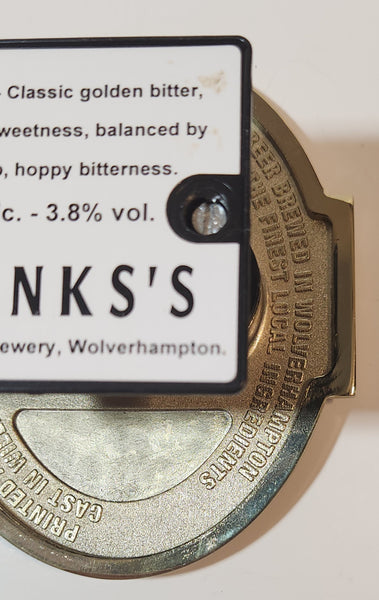 - Classic golden bitter,
weetness, balanced by
, hoppy bitterness.
c. - 3.8% vol.
NKS'S
ewery, Wolverhampton.
BEER BREWED IN WOLVERHAMPTON
THE FINEST LOCAL INGREDIENTS
PRINTED
CAST IN